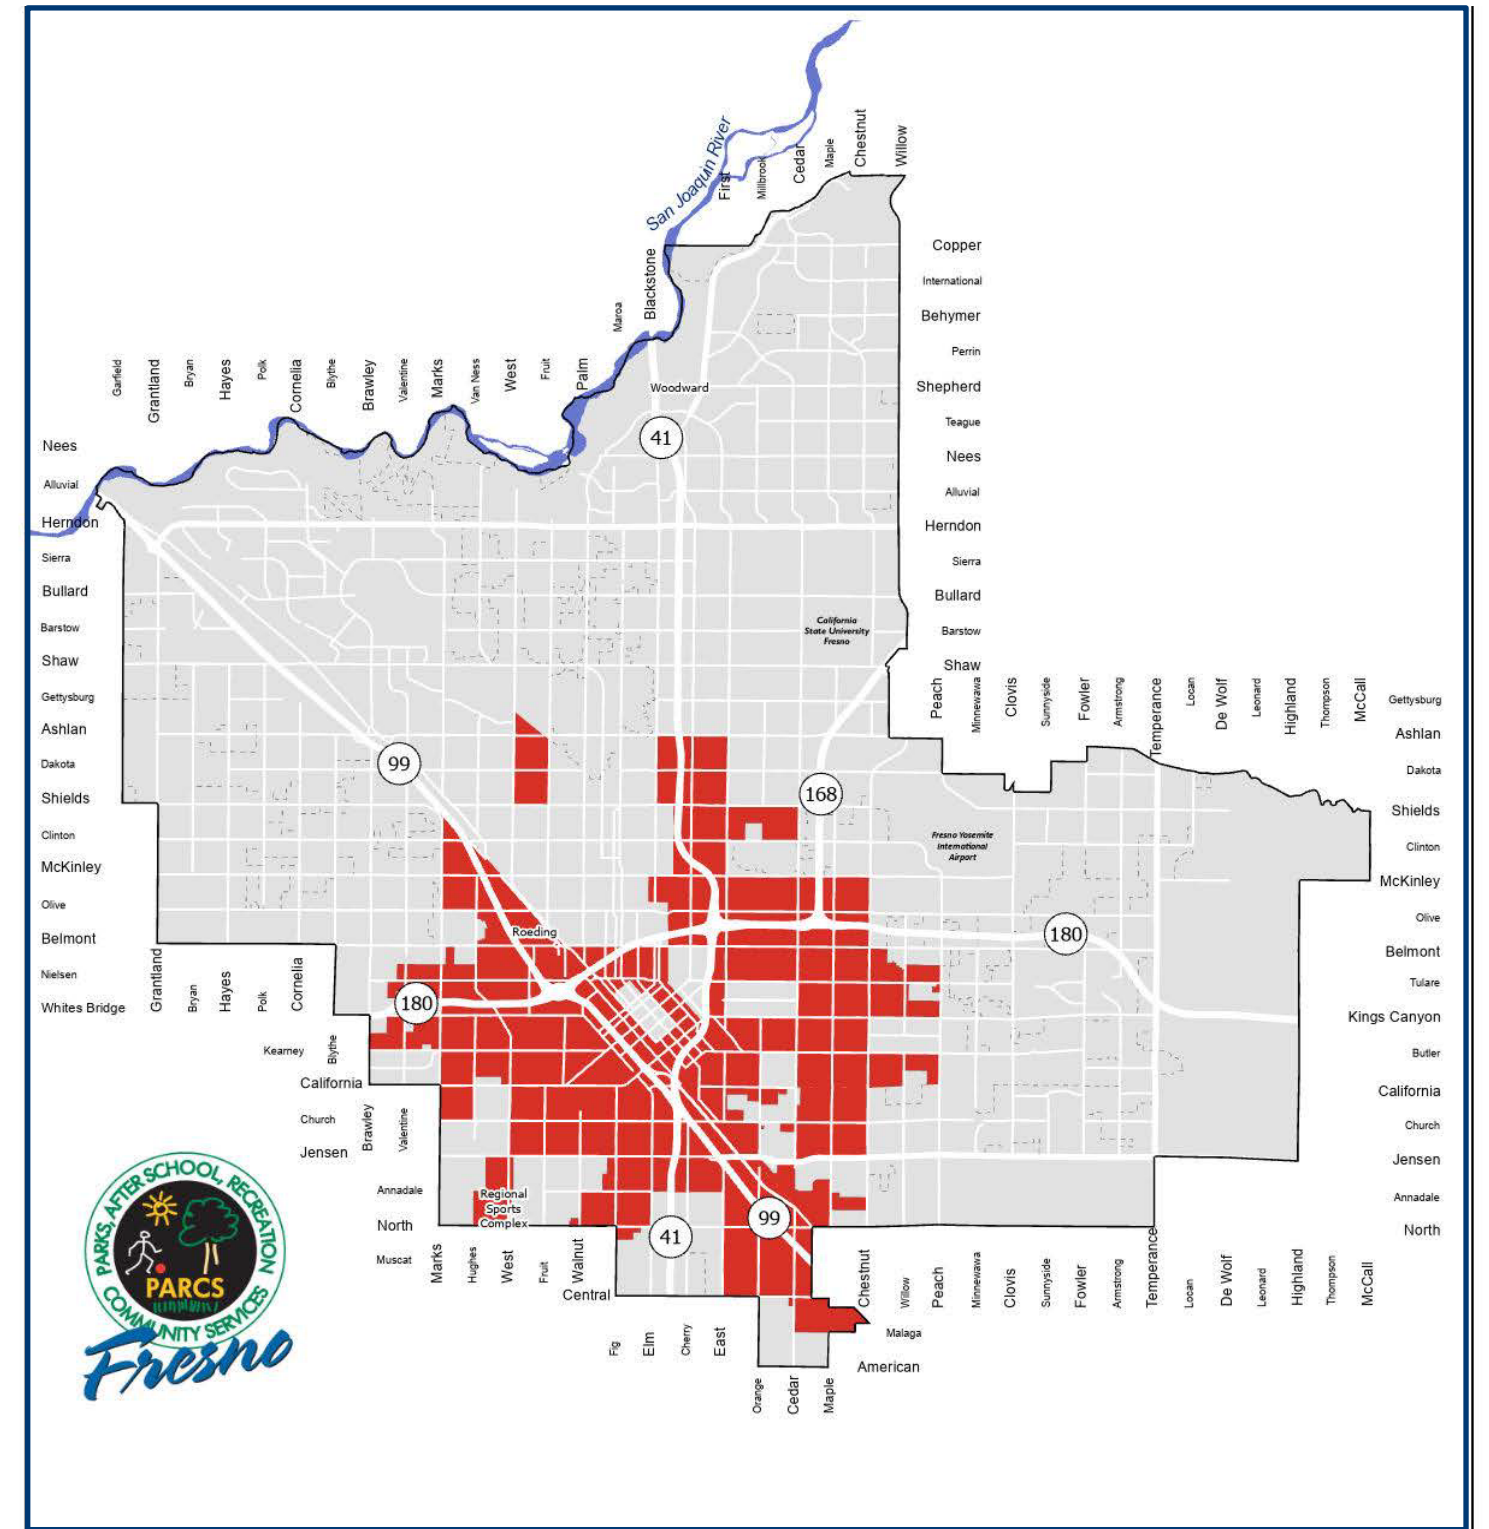 San Joaquin River
First
Millbrook
Cedar
Maple
Chestnut
Willow
Maroa
Blackstone
Copper
International
Behymer
Perrin
Shepherd
Teague
Nees
Alluvial
Herndon
Sierra
Bullard
Barstow
Shaw
Garfield
Grantland
Bryan
Hayes
Polk
Cornelia
Blythe
Brawley
Valentine
Marks
Van Ness
West
Fruit
Palm
Woodward
41
Nees
Alluvial
Herndon
Sierra
Bullard
Barstow
Shaw
Gettysburg
Ashlan
Dakota
Shields
Clinton
McKinley
Olive
Belmont
Nielsen
Whites Bridge
California
State University
Fresno
Peach
Minnewawa
Clovis
Sunnyside
Fowler
Armstrong
Temperance
Locan
De Wolf
Leonard
Highland
Thompson
McCall
Gettysburg
Ashlan
Dakota
Shields
Clinton
McKinley
Olive
Belmont
Tulare
Kings Canyon
Butler
California
Church
Jensen
Annadale
North
99
168
Fresno Yosemite
International
Airport
Roeding
180
180
Grantland
Bryan
Hayes
Polk
Cornelia
Kearney
Blythe
California
Church
Brawley
Valentine
Jensen
Annadale
North
Muscat
Regional
Sports
Complex
41
99
Marks
Hughes
West
Fruit
Walnut
Central
Fig
Elm
Cherry
East
Chestnut
Willow
Peach
Minnewawa
Clovis
Sunnyside
Fowler
Armstrong
Temperance
Locan
De Wolf
Leonard
Highland
Thompson
McCall
Malaga
American
Orange
Cedar
Maple
PARKS, AFTER SCHOOL, RECREATION
PARCS
COMMUNITY SERVICES
Fresno